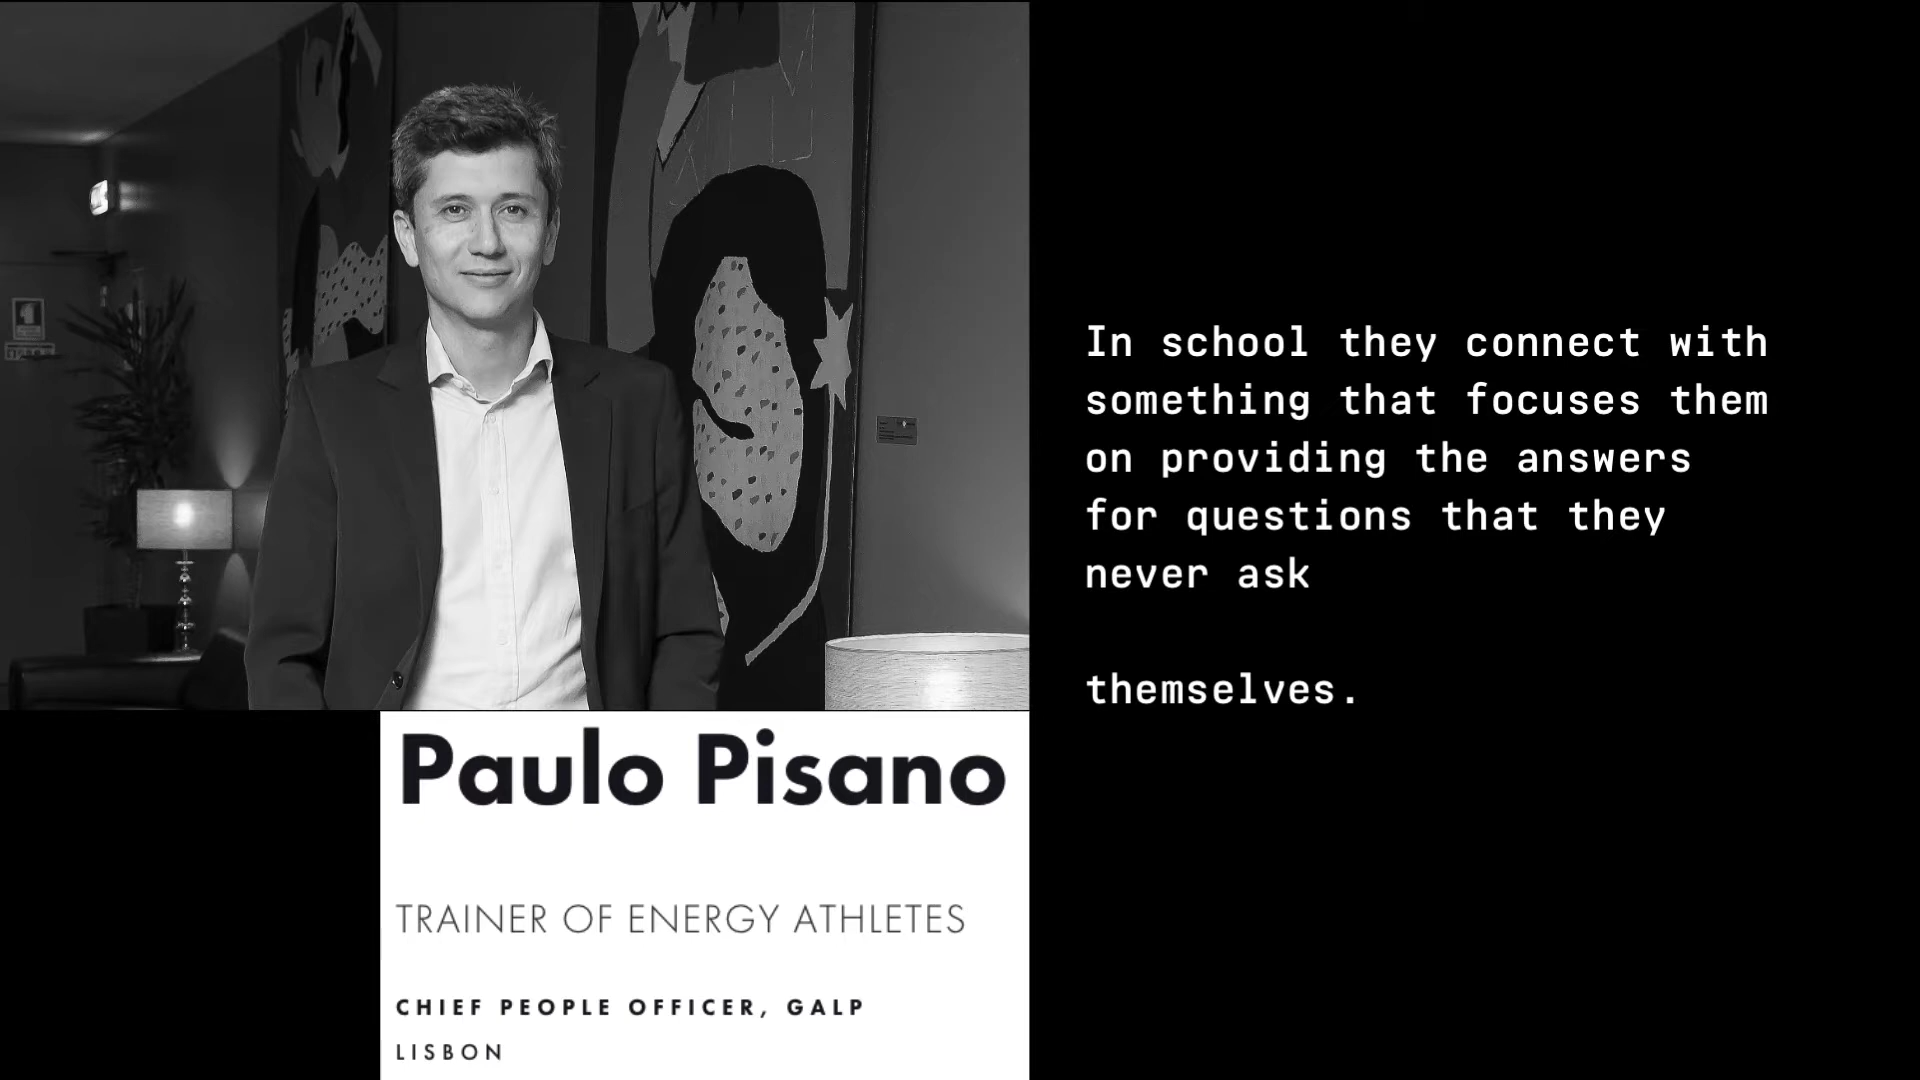 Paulo Pisano
TRAINER OF ENERGY ATHLETES
CHIEF PEOPLE OFFICER, GALP
LISBON
In school they connect with
something that focuses them
on providing the answers
for questions that they
never ask
themselves.